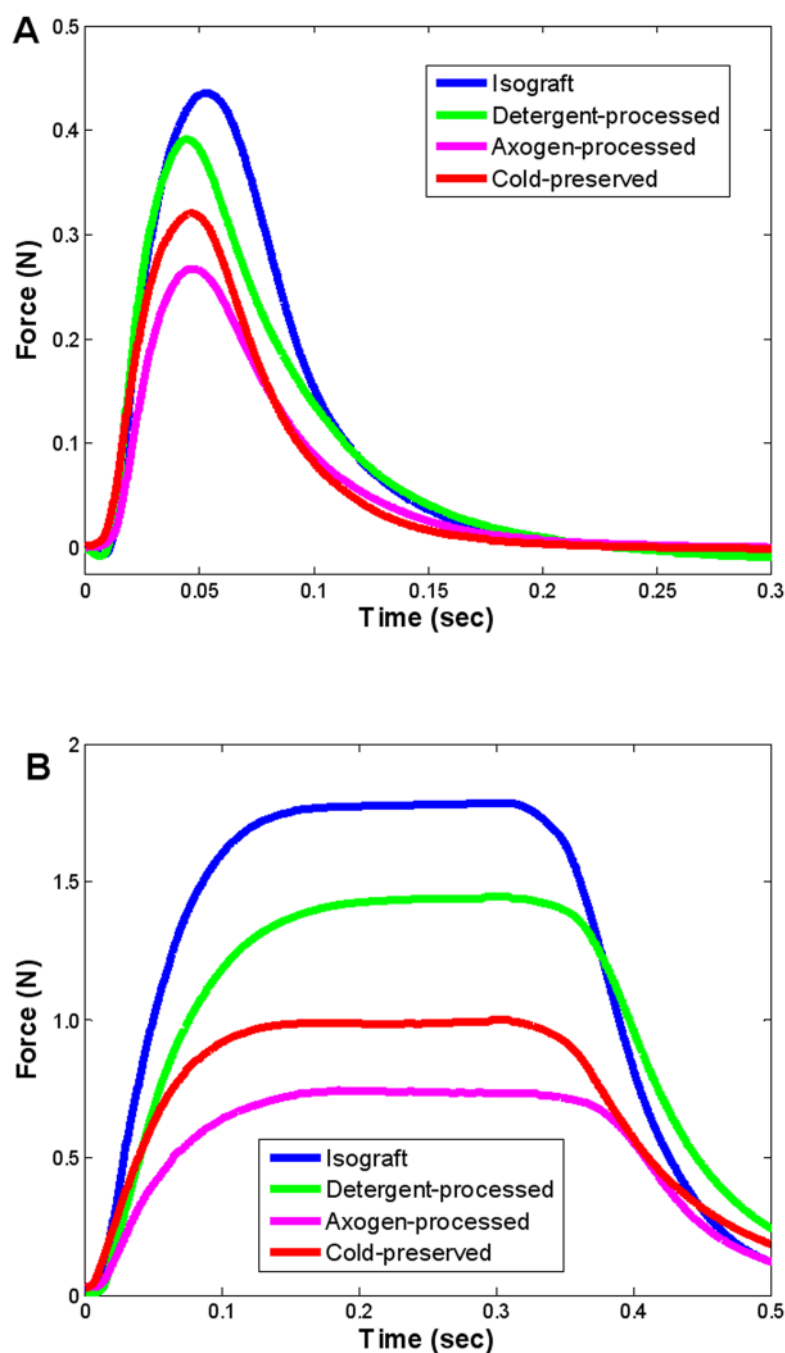 A
0.5
0.4
0.3
0.2
0.1
0
Force (N)
Isograft
Detergent-processed
Axogen-processed
Cold-preserved
0 0.05 0.1 0.15 0.2 0.25 0.3
Time (sec)
B
2
1.5
1.0
0.5
0
Force (N)
Isograft
Detergent-processed
Axogen-processed
Cold-preserved
0 0.1 0.2 0.3 0.4 0.5
Time (sec)